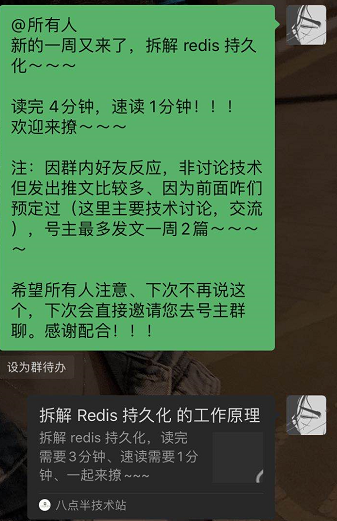 @所有人
新的一周又来了，拆解 redis 持久
化～～～
读完 4分钟，速读1分钟！！！
欢迎来撩～～～
注：因群内好友反应，非讨论技术
但发出推文比较多、因为前面咱们
预定过（这里主要技术讨论，交流
），号主最多发文一周2篇～～～
～
希望所有人注意、下次不再说这
个，下次会直接邀请您去号主群
聊。感谢配合！！！
设为群待办
拆解 Redis 持久化 的工作原理
拆解 redis 持久化，读完
需要3分钟、速读需要1分
钟、一起来撩~~~
八点半技术站